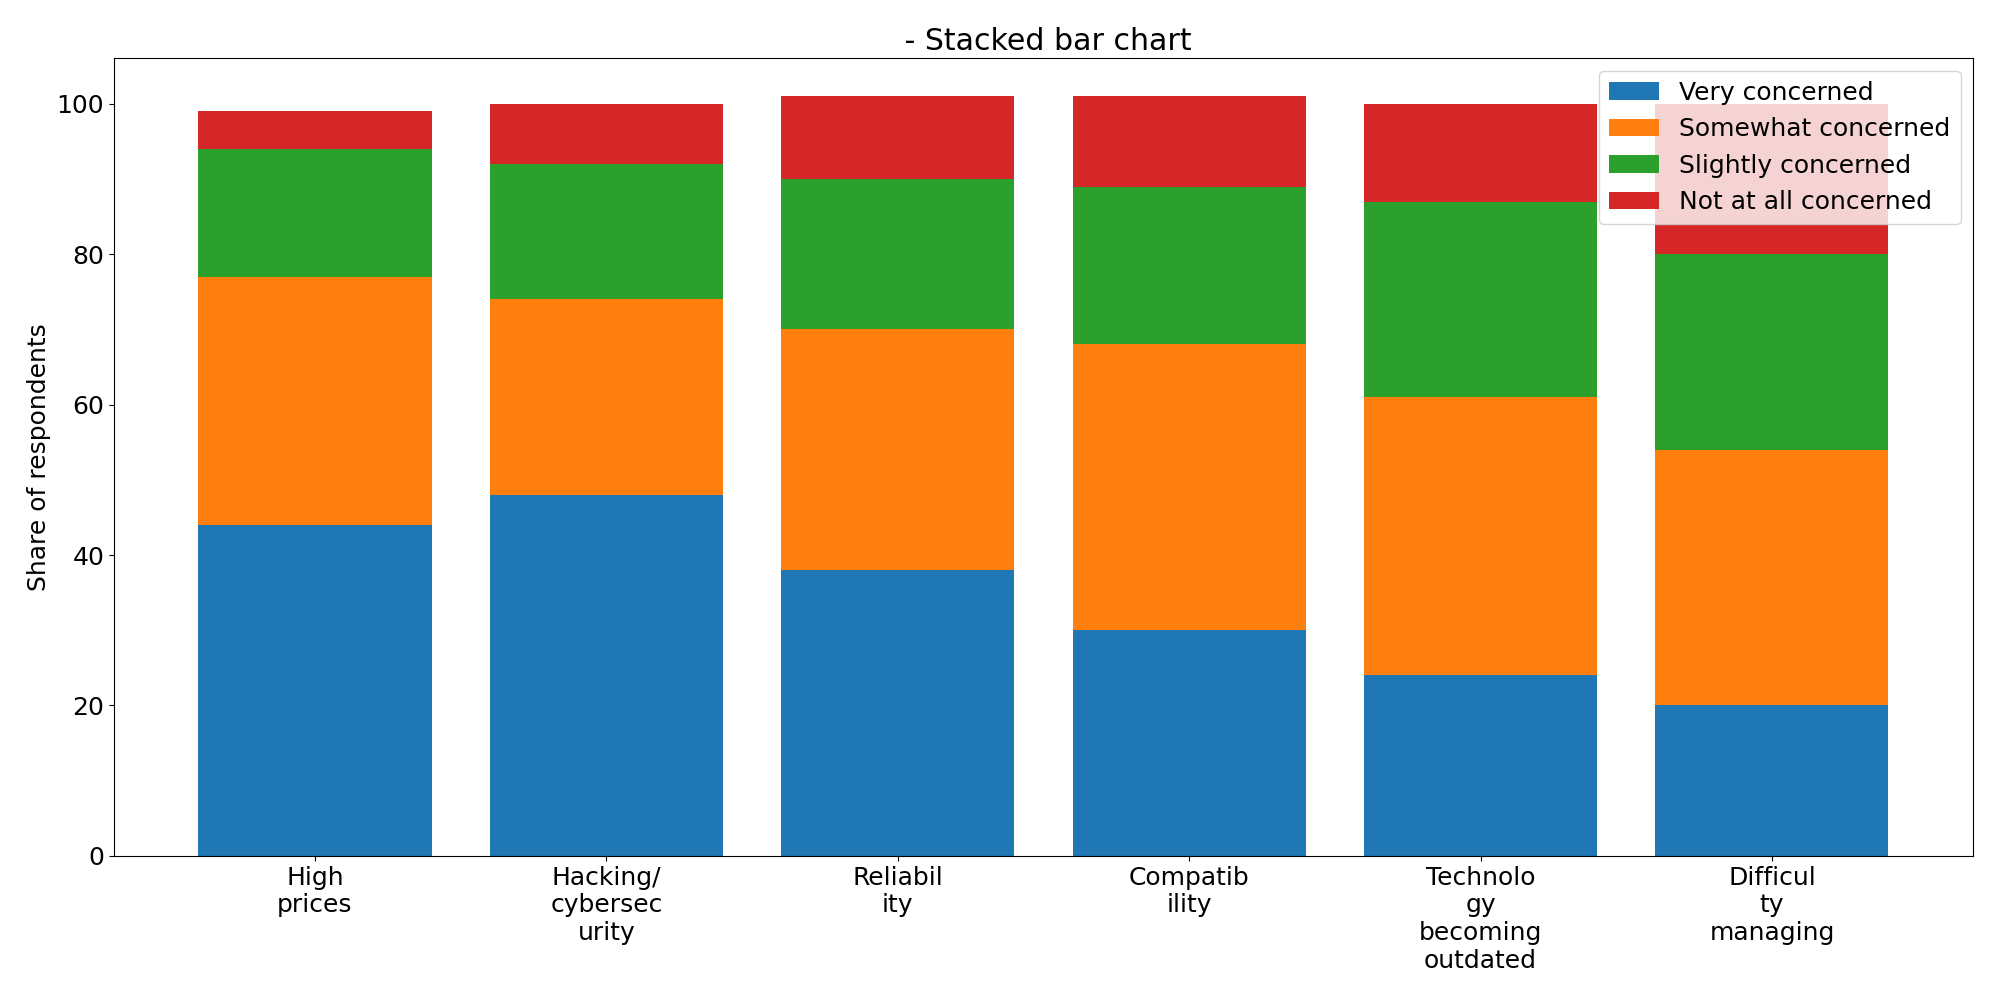 - Stacked bar chart
Very concerned
Somewhat concerned
Slightly concerned
Not at all concerned
Share of respondents
100
80
60
40
20
0
High
prices
Hacking/
cybersec
urity
Reliabil
ity
Compatib
ility
Technolo
gy
becoming
outdated
Difficul
ty
managing